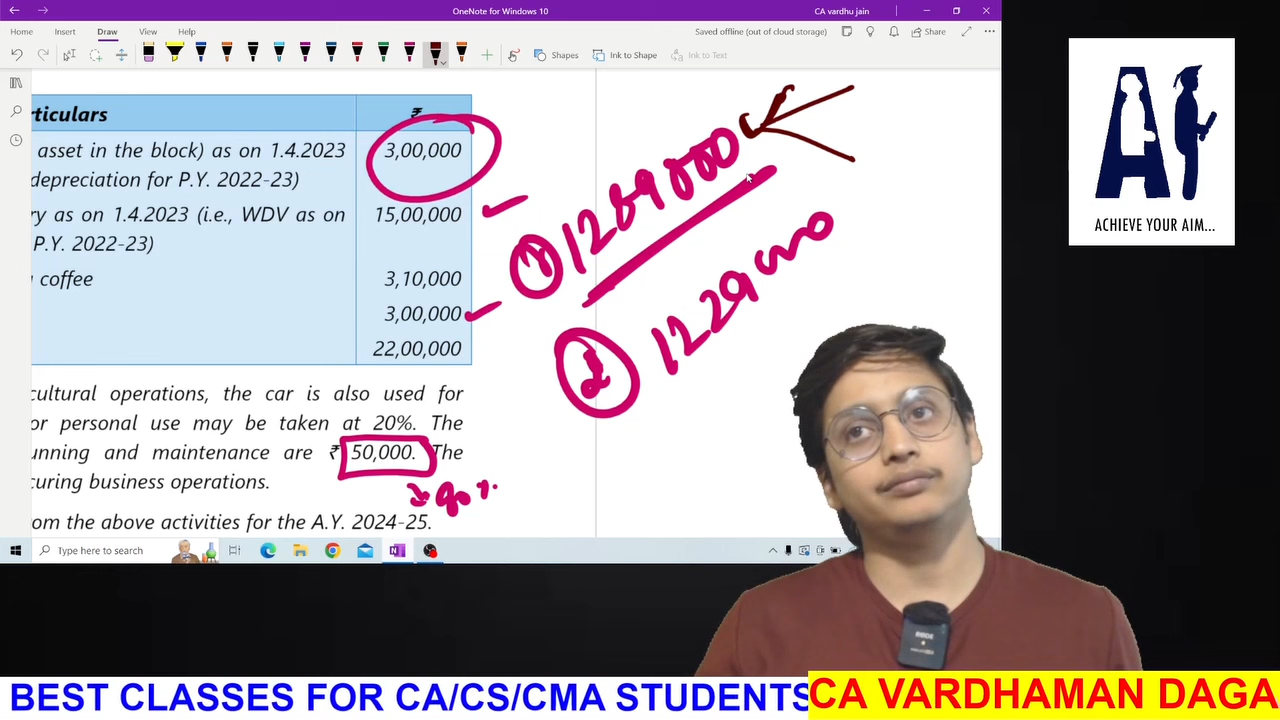 OneNote for Windows 10
CA vardhu jain
Home Insert Draw View Help
Saved offline (out of cloud storage)
Share
Shapes
Ink to Shape
Ink to Text
rticulars ₹
asset in the block) as on 1.4.2023 3,00,000
depreciation for P.Y. 2022-23)
ry as on 1.4.2023 (i.e., WDV as on 15,00,000
P.Y. 2022-23)
coffee 3,10,000
3,00,000
22,00,000
cultural operations, the car is also used for
or personal use may be taken at 20%. The
unning and maintenance are ₹ 50,000. The
curing business operations.
om the above activities for the A.Y. 2024-25.
1289000
2 1229000
Type here to search
ACHIEVE YOUR AIM...
RODE
BEST CLASSES FOR CA/CS/CMA STUDENTS
CA VARDHAMAN DAGA